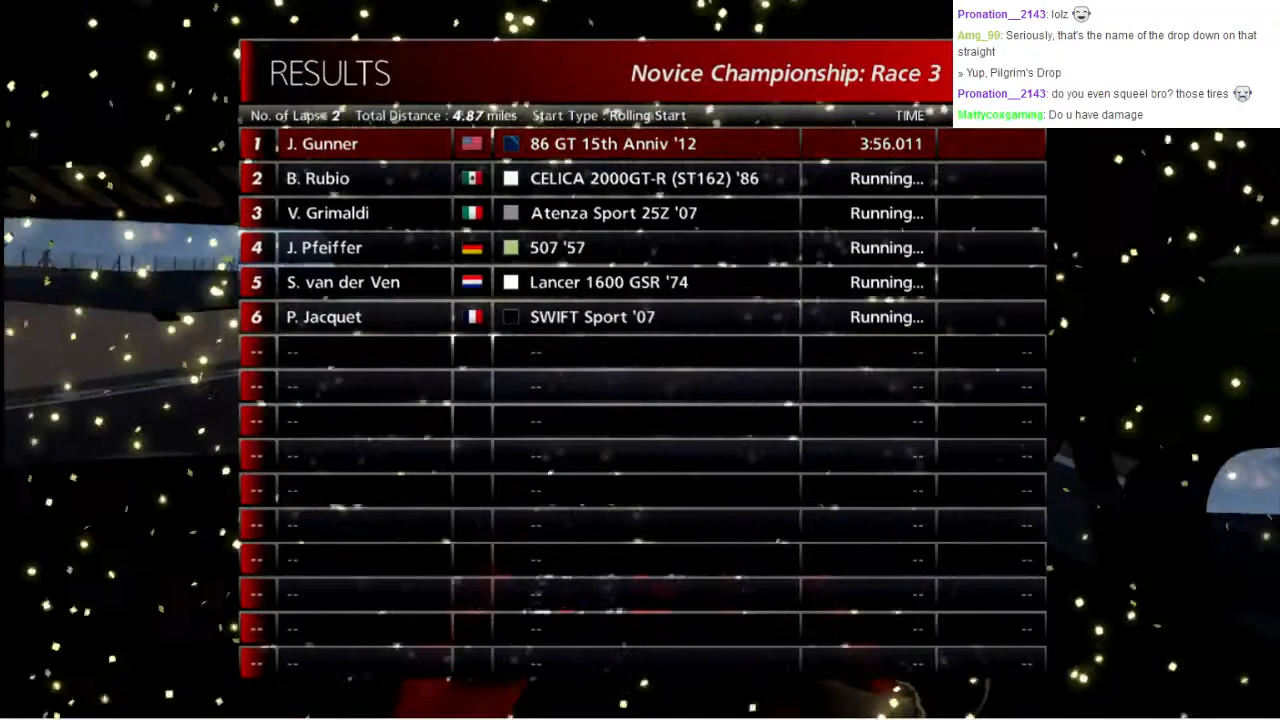 Pronation__2143: lolz
Amg_99: Seriously, that's the name of the drop down on that
straight
» Yup, Pilgrim's Drop
Pronation__2143: do you even squeel bro? those tires
Mattycoxgaming: Do u have damage
RESULTS
Novice Championship: Race 3
No. of Laps: 2 Total Distance : 4.87 miles Start Type : Rolling Start TIME
1 J. Gunner 86 GT 15th Anniv '12 3:56.011
2 B. Rubio CELICA 2000GT-R (ST162) '86 Running...
3 V. Grimaldi Atenza Sport 25Z '07 Running...
4 J. Pfeiffer 507 '57 Running...
5 S. van der Ven Lancer 1600 GSR '74 Running...
6 P. Jacquet SWIFT Sport '07 Running...
-- -- -- -- --
-- -- -- -- --
-- -- -- -- --
-- -- -- -- --
-- -- -- -- --
-- -- -- -- --
-- -- -- -- --
-- -- -- -- --
-- -- -- -- --
-- -- -- -- --